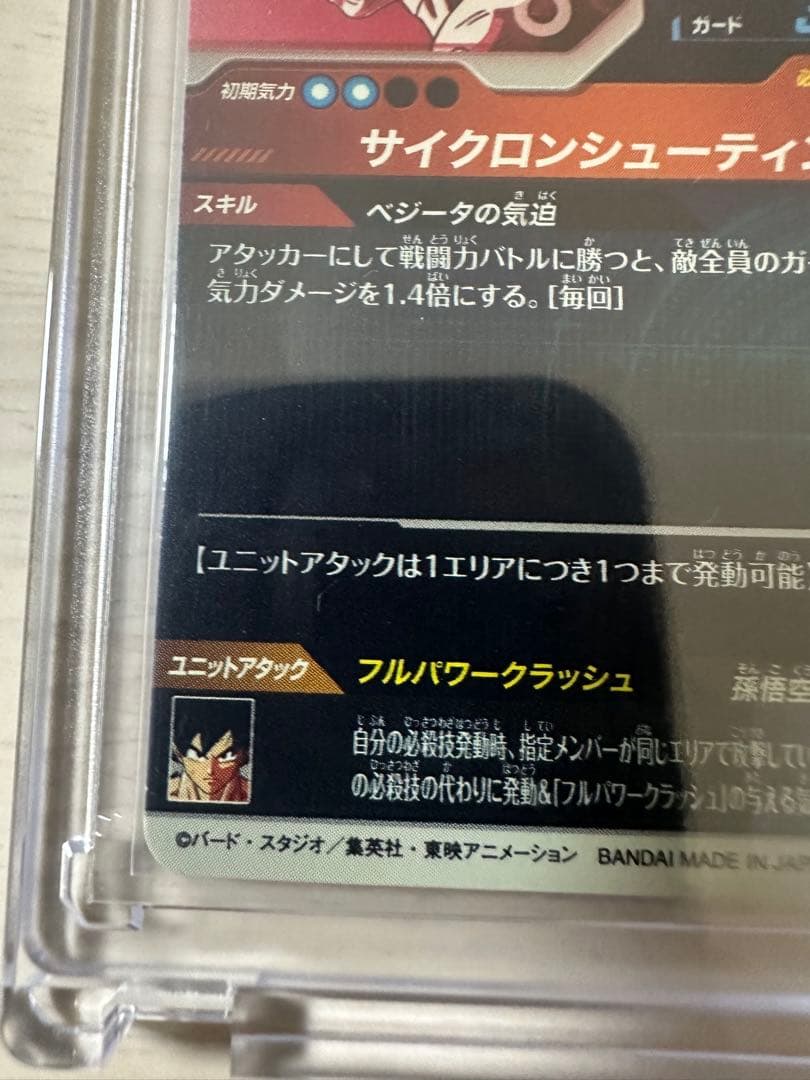 ガード
初期気力
サイクロンシューティン
スキル
ベジータの気迫
アタッカーにして戦闘力バトルに勝つと、敵全員のガ
気力ダメージを1.4倍にする。[毎回]
【ユニットアタックは1エリアにつき1つまで発動可能】
ユニットアタック
フルパワークラッシュ
孫悟空
自分の必殺技発動時、指定メンバーが同じエリアで攻撃してい
の必殺技の代わりに発動&「フルパワークラッシュ」の与える
©バード・スタジオ／集英社・東映アニメーション BANDAI MADE IN JAP